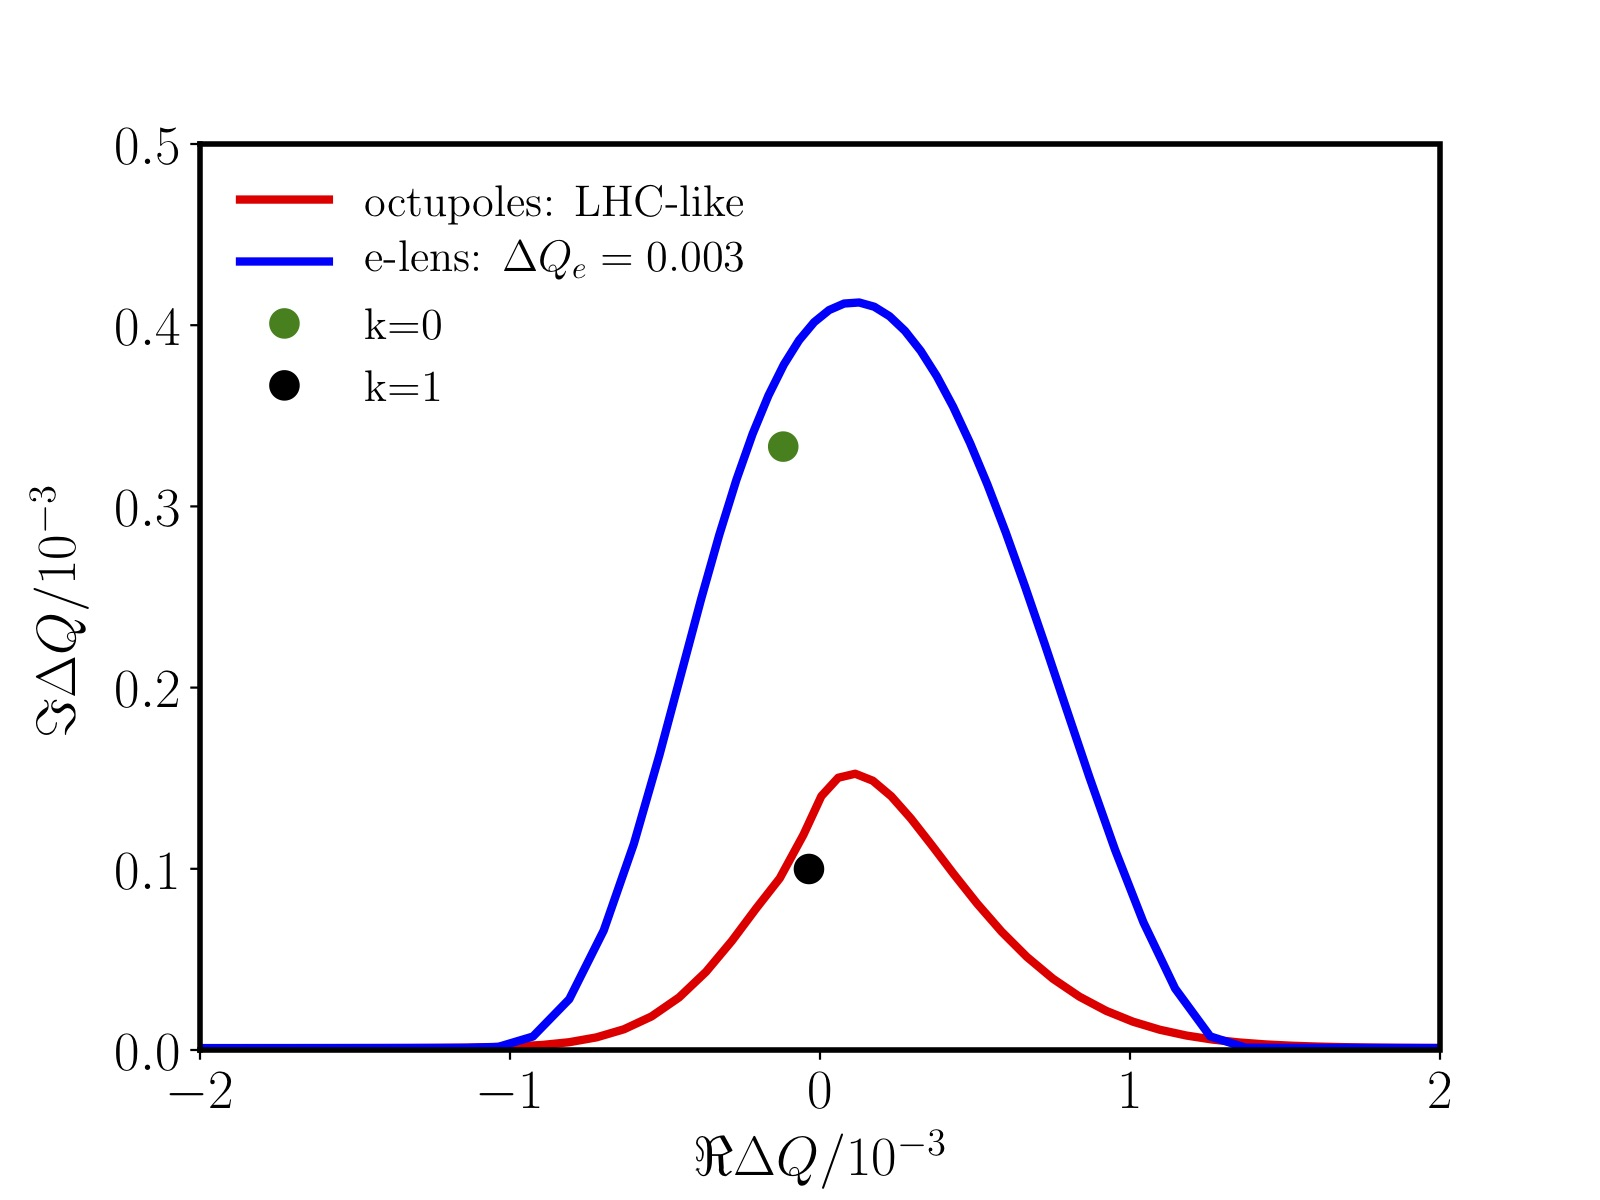 octupoles: LHC-like
e-lens: ΔQₑ = 0.003
k=0
k=1
0.5
0.4
0.3
0.2
0.1
0.0
ℑΔQ/10⁻³
−2 −1 0 1 2
ℜΔQ/10⁻³